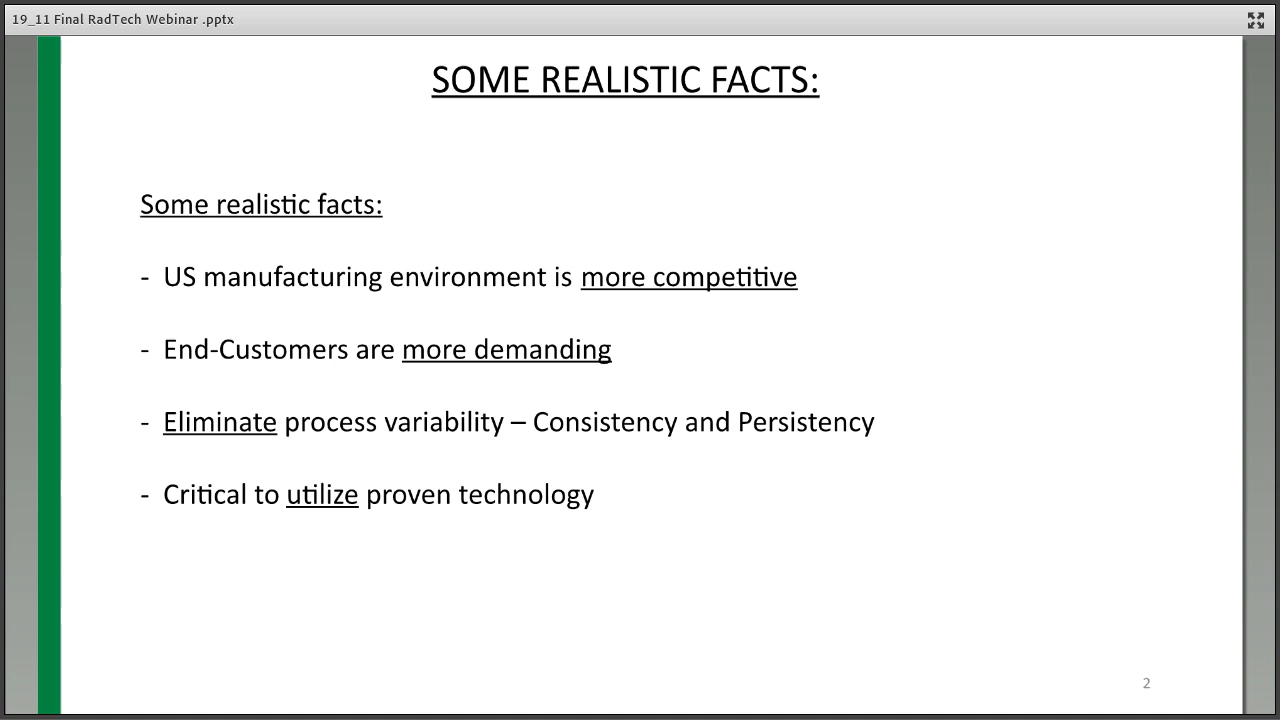 19_11 Final RadTech Webinar .pptx
SOME REALISTIC FACTS:
Some realistic facts:
- US manufacturing environment is more competitive
- End-Customers are more demanding
- Eliminate process variability – Consistency and Persistency
- Critical to utilize proven technology
2